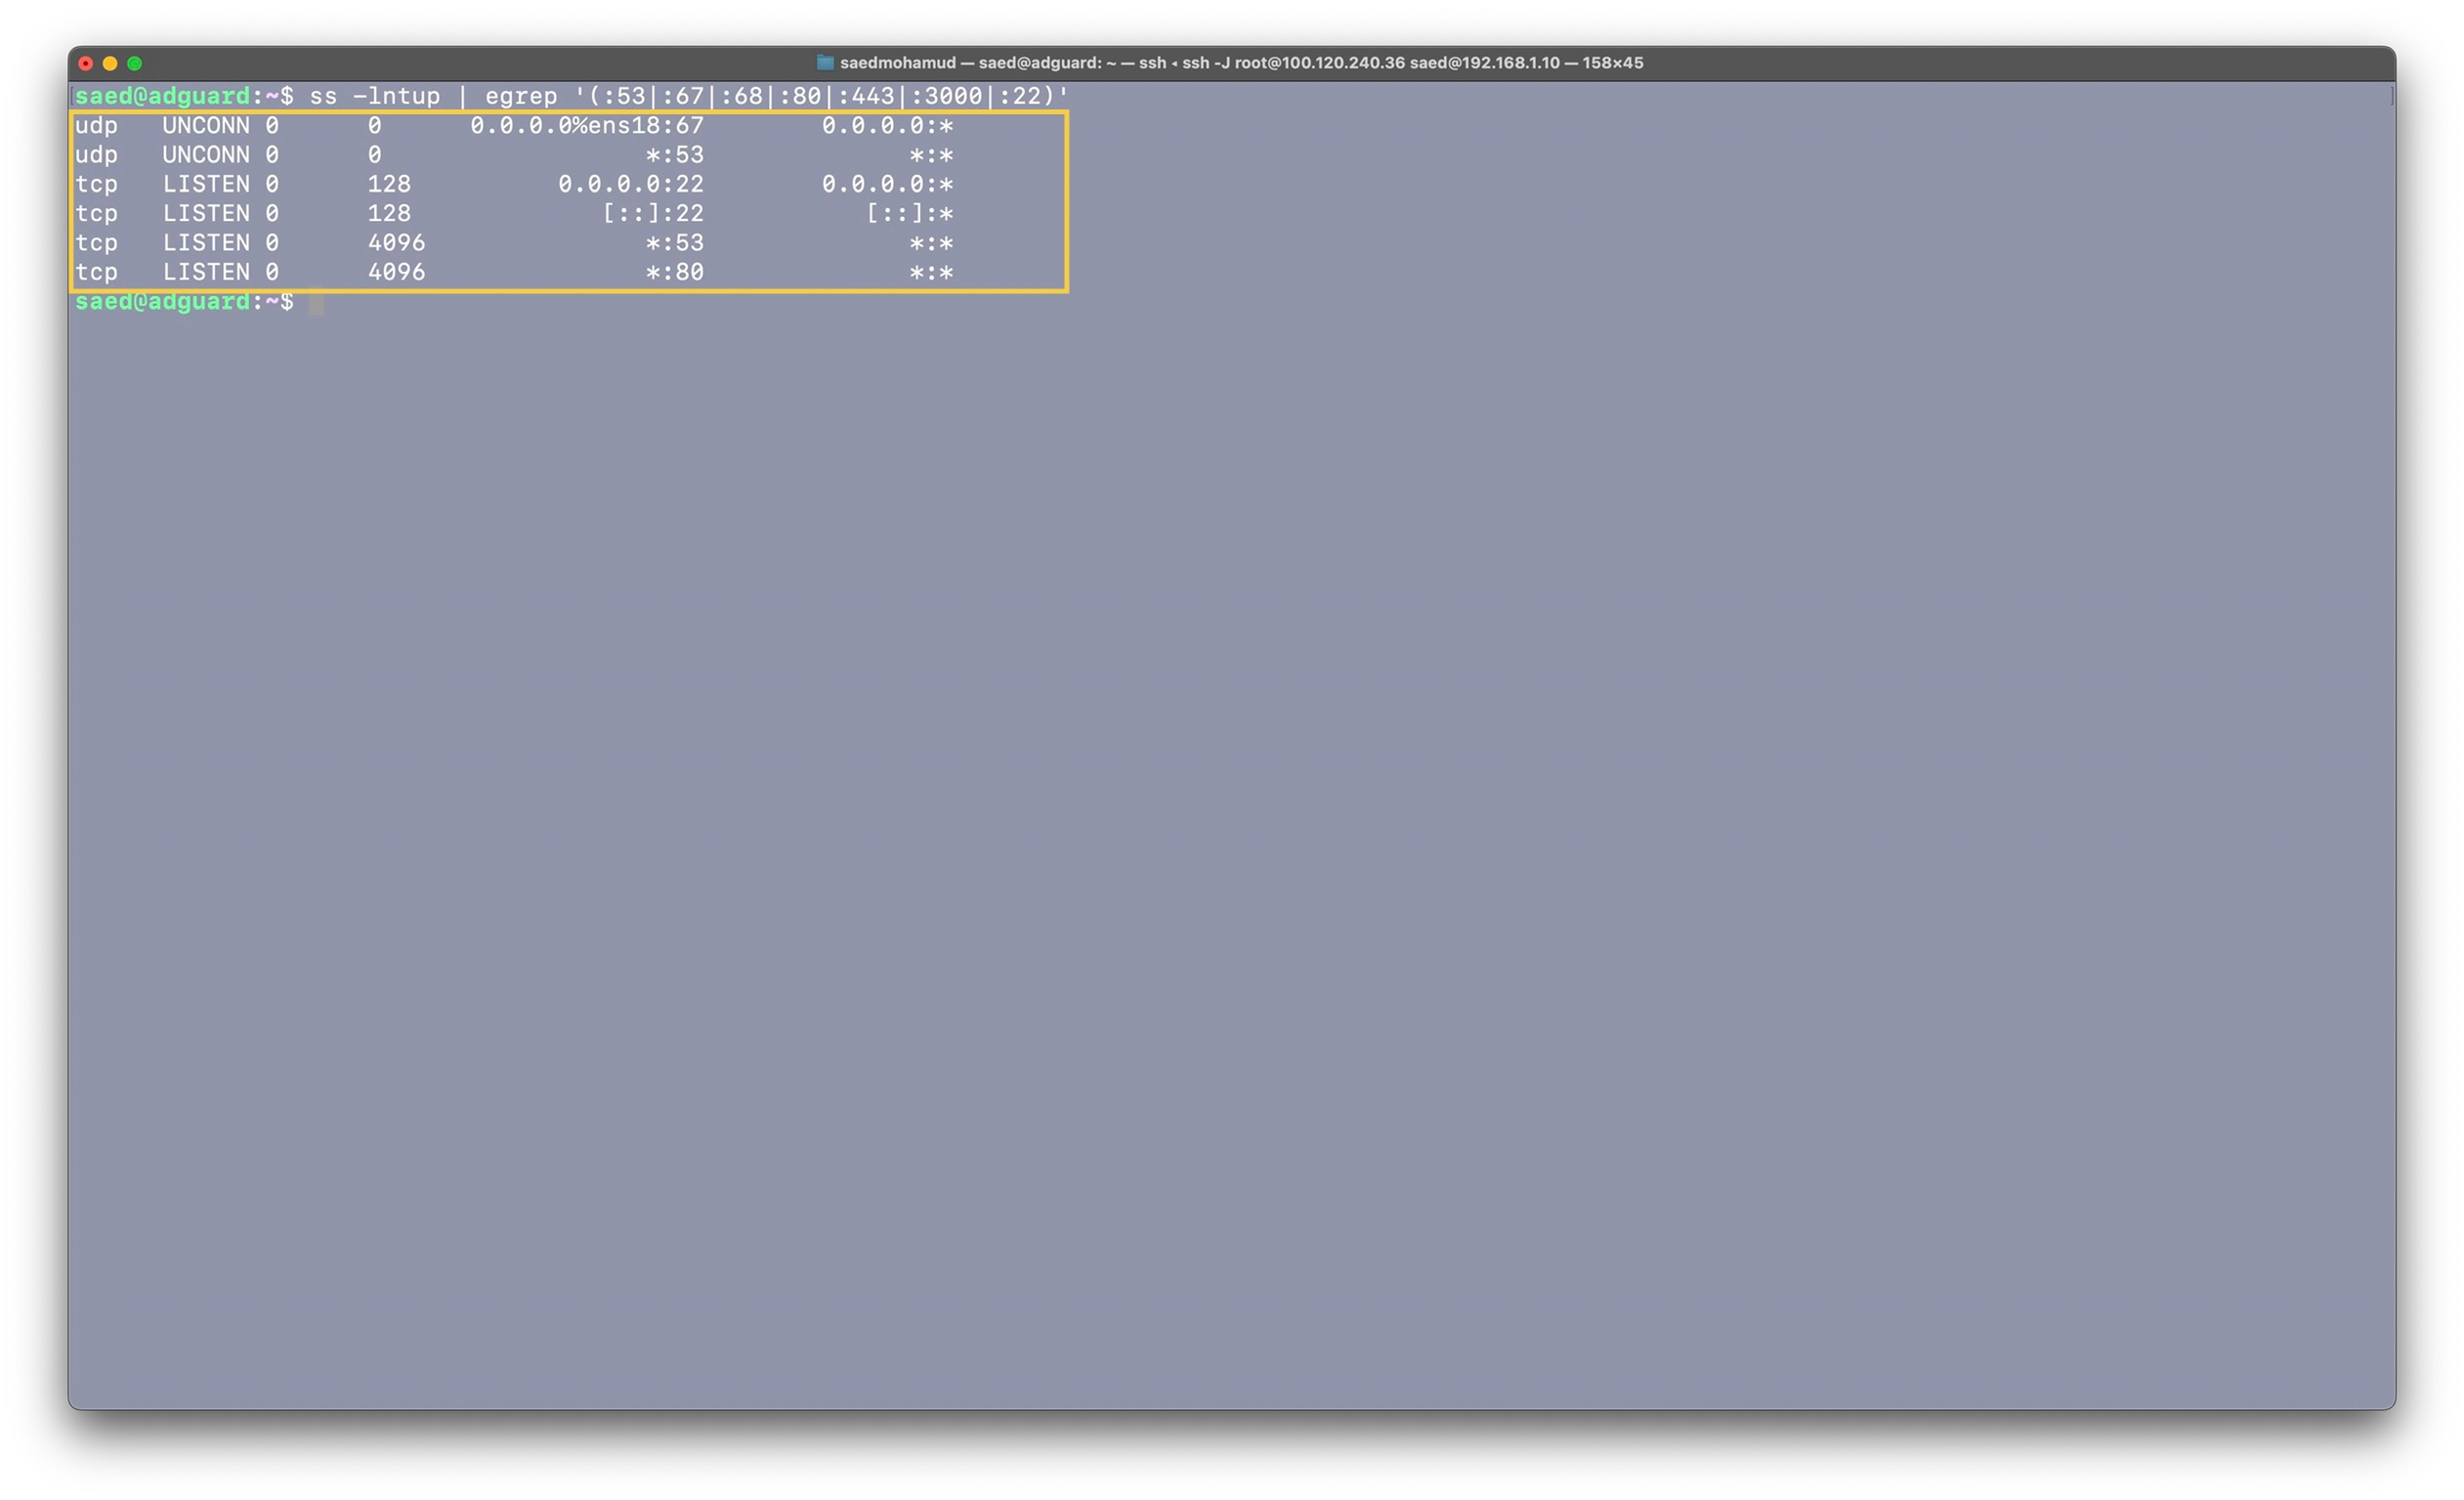 saedmohamud — saed@adguard: ~ — ssh ◂ ssh -J root@100.120.240.36 saed@192.168.1.10 — 158×45
[saed@adguard:~$ ss -lntup | egrep '(:53|:67|:68|:80|:443|:3000|:22)' ]
udp   UNCONN 0      0      0.0.0.0%ens18:67        0.0.0.0:*
udp   UNCONN 0      0                  *:53              *:*
tcp   LISTEN 0      128          0.0.0.0:22        0.0.0.0:*
tcp   LISTEN 0      128             [::]:22           [::]:*
tcp   LISTEN 0      4096               *:53              *:*
tcp   LISTEN 0      4096               *:80              *:*
saed@adguard:~$